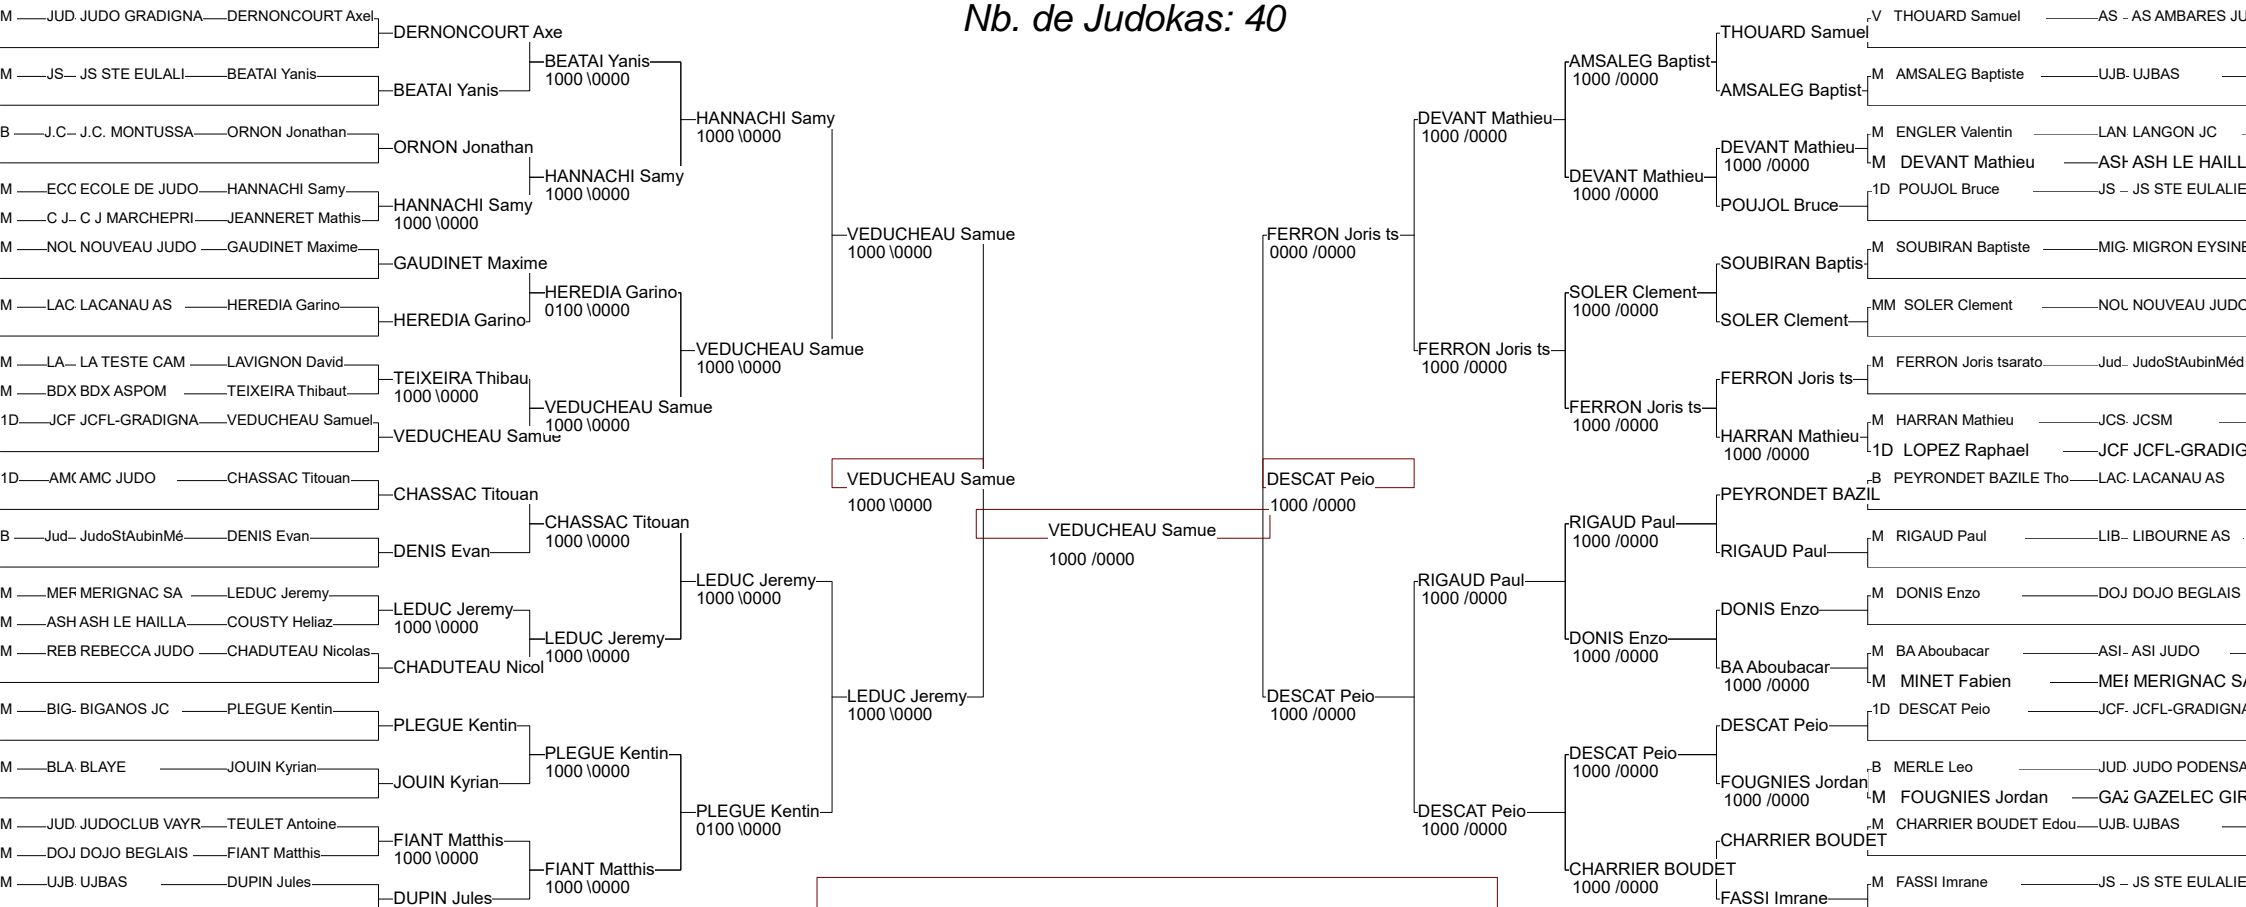 Nb. de Judokas: 40
M JUD JUDO GRADIGNA DERNONCOURT Axel
M JS JS STE EULALI BEATAI Yanis
B J.C J.C. MONTUSSA ORNON Jonathan
M ECC ECOLE DE JUDO HANNACHI Samy
M C J C J MARCHEPRI JEANNERET Mathis
M NOU NOUVEAU JUDO GAUDINET Maxime
M LAC LACANAU AS HEREDIA Garino
M LA LA TESTE CAM LAVIGNON David
M BDX BDX ASPOM TEIXEIRA Thibaut
1D JCF JCFL-GRADIGNA VEDUCHEAU Samuel
1D AMC AMC JUDO CHASSAC Titouan
B Jud JudoStAubinMé DENIS Evan
M MER MERIGNAC SA LEDUC Jeremy
M ASH ASH LE HAILLA COUSTY Heliaz
M REB REBECCA JUDO CHADUTEAU Nicolas
M BIG BIGANOS JC PLEGUE Kentin
M BLA BLAYE JOUIN Kyrian
M JUD JUDOCLUB VAYR TEULET Antoine
M DOJ DOJO BEGLAIS FIANT Matthis
M UJB UJBAS DUPIN Jules
DERNONCOURT Axe
BEATAI Yanis
ORNON Jonathan
HANNACHI Samy
1000 \0000
GAUDINET Maxime
HEREDIA Garino
TEIXEIRA Thibau
1000 \0000
VEDUCHEAU Samue
CHASSAC Titouan
DENIS Evan
LEDUC Jeremy
1000 \0000
CHADUTEAU Nicol
PLEGUE Kentin
JOUIN Kyrian
FIANT Matthis
1000 \0000
DUPIN Jules
BEATAI Yanis
1000 \0000
HANNACHI Samy
1000 \0000
HEREDIA Garino
0100 \0000
VEDUCHEAU Samue
1000 \0000
CHASSAC Titouan
1000 \0000
LEDUC Jeremy
1000 \0000
PLEGUE Kentin
1000 \0000
FIANT Matthis
1000 \0000
HANNACHI Samy
1000 \0000
VEDUCHEAU Samue
1000 \0000
LEDUC Jeremy
1000 \0000
PLEGUE Kentin
0100 \0000
VEDUCHEAU Samue
1000 \0000
LEDUC Jeremy
1000 \0000
VEDUCHEAU Samue
1000 \0000
VEDUCHEAU Samue
1000 /0000
DESCAT Peio
1000 /0000
FERRON Joris ts
0000 /0000
DESCAT Peio
1000 /0000
DEVANT Mathieu
1000 /0000
FERRON Joris ts
1000 /0000
RIGAUD Paul
1000 /0000
DESCAT Peio
1000 /0000
AMSALEG Baptist
1000 /0000
DEVANT Mathieu
1000 /0000
SOLER Clement
1000 /0000
FERRON Joris ts
1000 /0000
RIGAUD Paul
1000 /0000
DONIS Enzo
1000 /0000
DESCAT Peio
1000 /0000
CHARRIER BOUDET
1000 /0000
THOUARD Samuel
AMSALEG Baptist
DEVANT Mathieu
1000 /0000
POUJOL Bruce
SOUBIRAN Baptis
SOLER Clement
FERRON Joris ts
HARRAN Mathieu
1000 /0000
PEYRONDET BAZIL
RIGAUD Paul
DONIS Enzo
BA Aboubacar
1000 /0000
DESCAT Peio
FOUGNIES Jordan
1000 /0000
CHARRIER BOUDET
FASSI Imrane
V THOUARD Samuel AS AS AMBARES JU
M AMSALEG Baptiste UJB UJBAS
M ENGLER Valentin LAN LANGON JC
M DEVANT Mathieu ASH ASH LE HAILL
1D POUJOL Bruce JS JS STE EULALIE
M SOUBIRAN Baptiste MIG MIGRON EYSINE
MM SOLER Clement NOU NOUVEAU JUDO
M FERRON Joris tsarato Jud JudoStAubinMéd
M HARRAN Mathieu JCS JCSM
1D LOPEZ Raphael JCF JCFL-GRADIG
B PEYRONDET BAZILE Tho LAC LACANAU AS
M RIGAUD Paul LIB LIBOURNE AS
M DONIS Enzo DOJ DOJO BEGLAIS
M BA Aboubacar ASI ASI JUDO
M MINET Fabien MER MERIGNAC SA
1D DESCAT Peio JCF JCFL-GRADIGNA
B MERLE Leo JUD JUDO PODENSA
M FOUGNIES Jordan GAZ GAZELEC GIR
M CHARRIER BOUDET Edou UJB UJBAS
M FASSI Imrane JS JS STE EULALIE